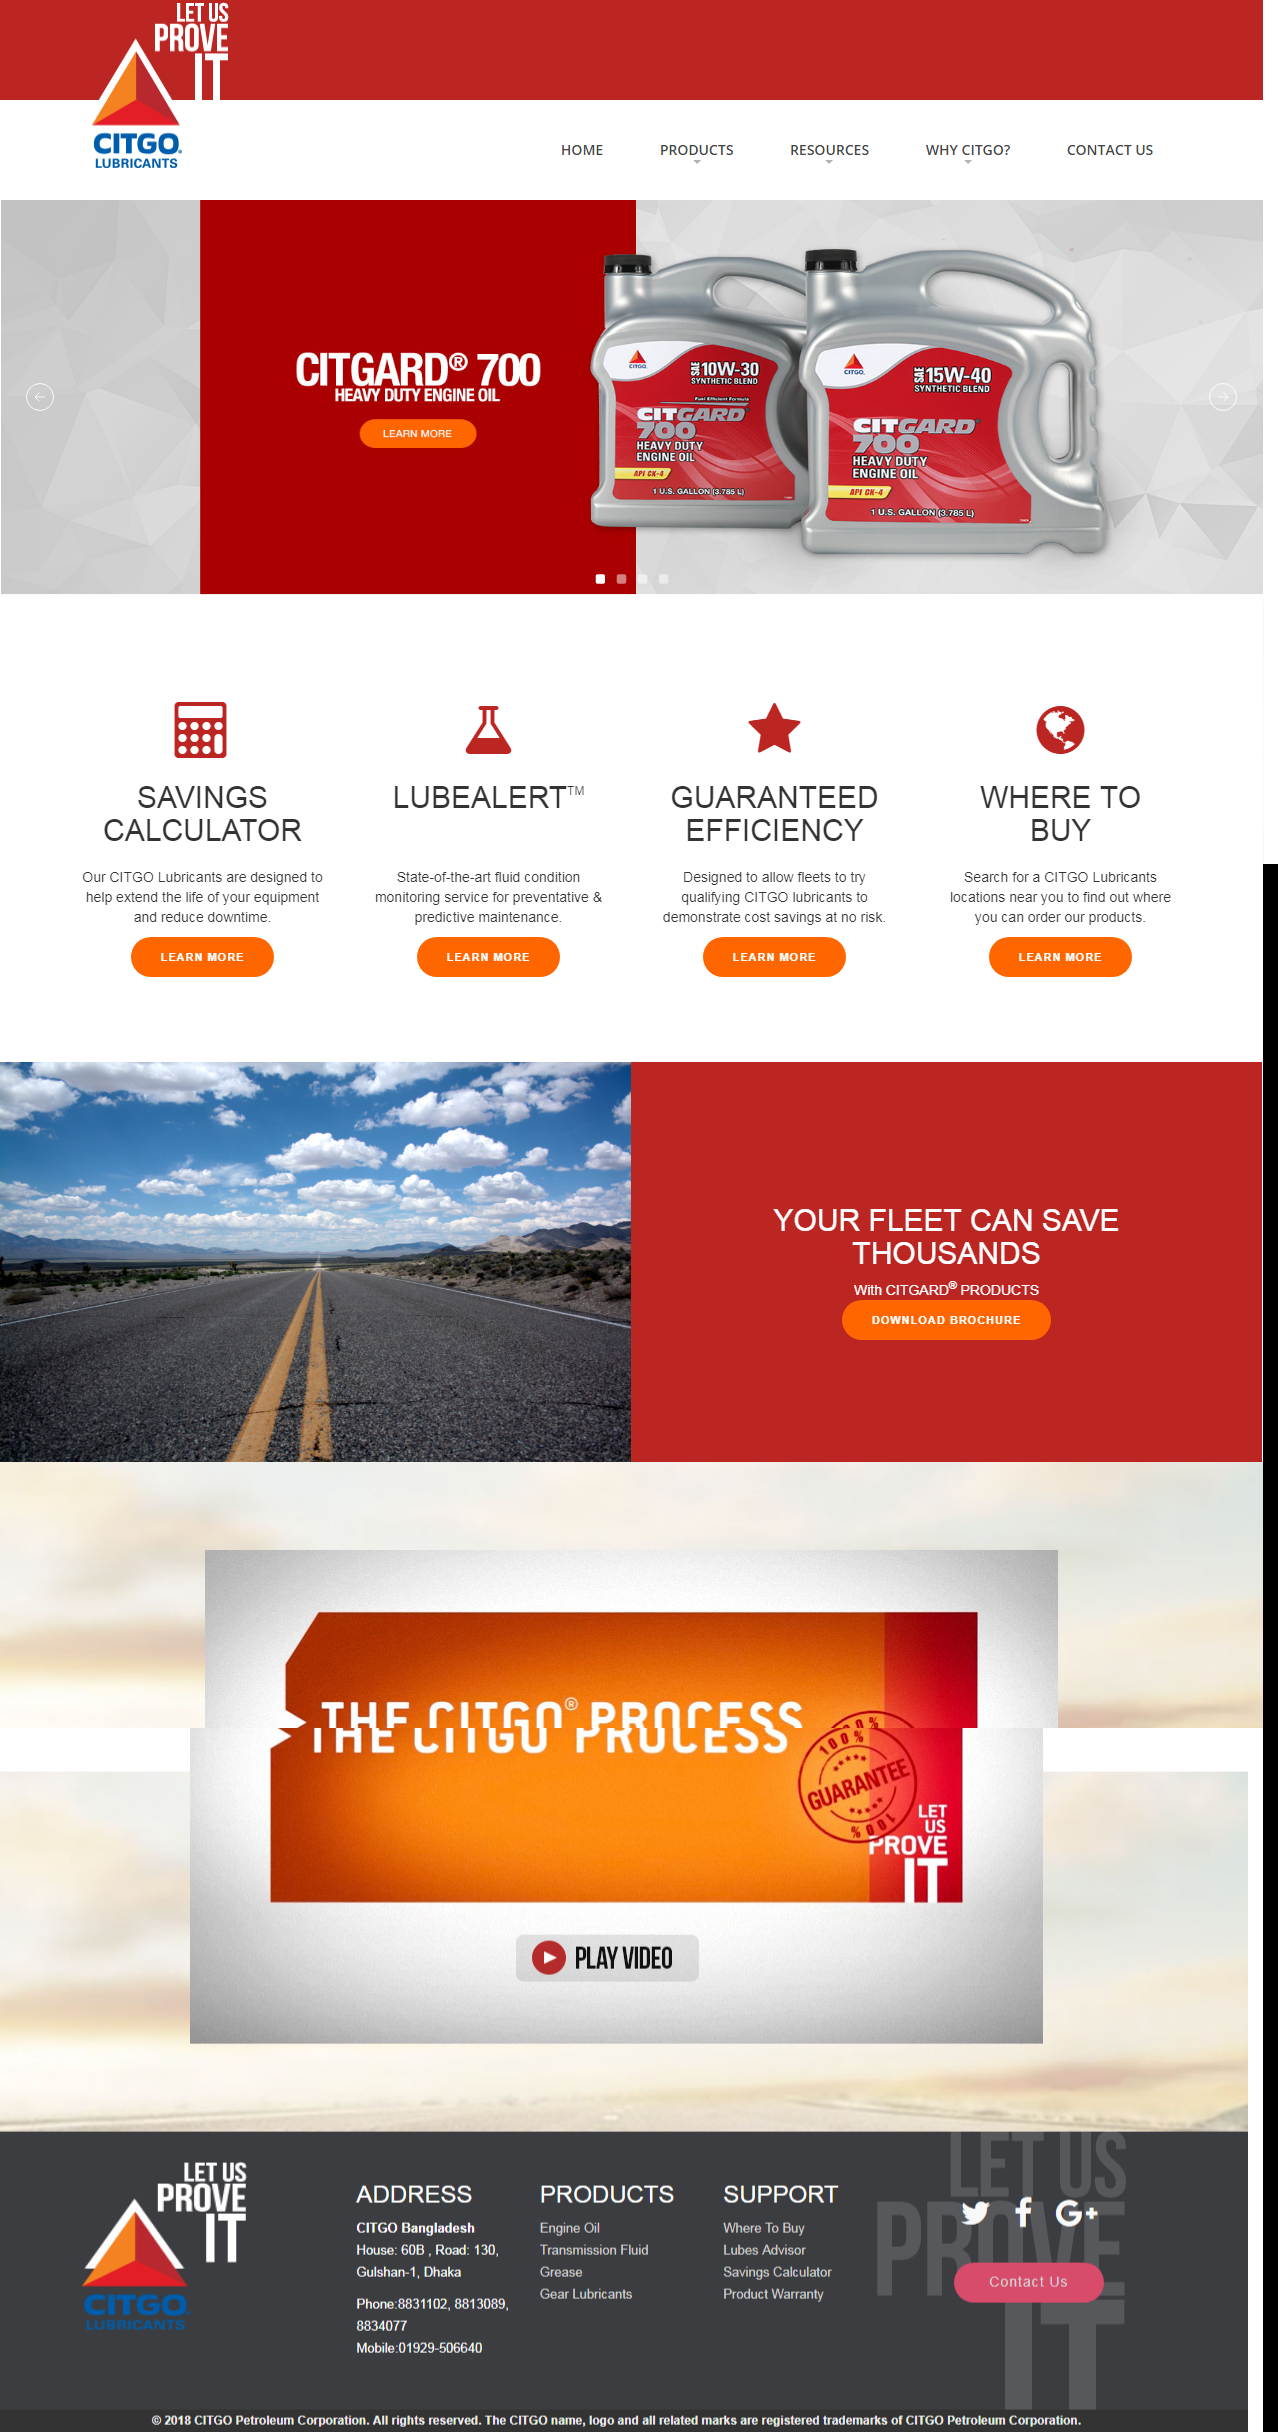 LET US
PROVE
IT
CITGO
LUBRICANTS
HOME
PRODUCTS
RESOURCES
WHY CITGO?
CONTACT US
CITGARD® 700
HEAVY DUTY ENGINE OIL
LEARN MORE
CITGO
SAE 10W-30
SYNTHETIC BLEND
Fuel Efficient Formula
CITGARD
700
HEAVY DUTY
ENGINE OIL
API CK-4
1 U.S. GALLON (3.785 L)
CITGO
SAE 15W-40
SYNTHETIC BLEND
CITGARD®
700
HEAVY DUTY
ENGINE OIL
API CK-4
1 U.S. GALLON (3.785 L)
SAVINGS
CALCULATOR
Our CITGO Lubricants are designed to
help extend the life of your equipment
and reduce downtime.
LEARN MORE
LUBEALERT™
State-of-the-art fluid condition
monitoring service for preventative &
predictive maintenance.
LEARN MORE
GUARANTEED
EFFICIENCY
Designed to allow fleets to try
qualifying CITGO lubricants to
demonstrate cost savings at no risk.
LEARN MORE
WHERE TO
BUY
Search for a CITGO Lubricants
locations near you to find out where
you can order our products.
LEARN MORE
YOUR FLEET CAN SAVE
THOUSANDS
With CITGARD® PRODUCTS
DOWNLOAD BROCHURE
THE CITGO® PROCESS
THE CITGO PROCESS
100%
GUARANTEE
100%
LET
US
PROVE
IT
PLAY VIDEO
LET US
PROVE
IT
CITGO
LUBRICANTS
ADDRESS
CITGO Bangladesh
House: 60B , Road: 130,
Gulshan-1, Dhaka
Phone:8831102, 8813089,
8834077
Mobile:01929-506640
PRODUCTS
Engine Oil
Transmission Fluid
Grease
Gear Lubricants
SUPPORT
Where To Buy
Lubes Advisor
Savings Calculator
Product Warranty
LET US
PROVE
IT
Contact Us
© 2018 CITGO Petroleum Corporation. All rights reserved. The CITGO name, logo and all related marks are registered trademarks of CITGO Petroleum Corporation.